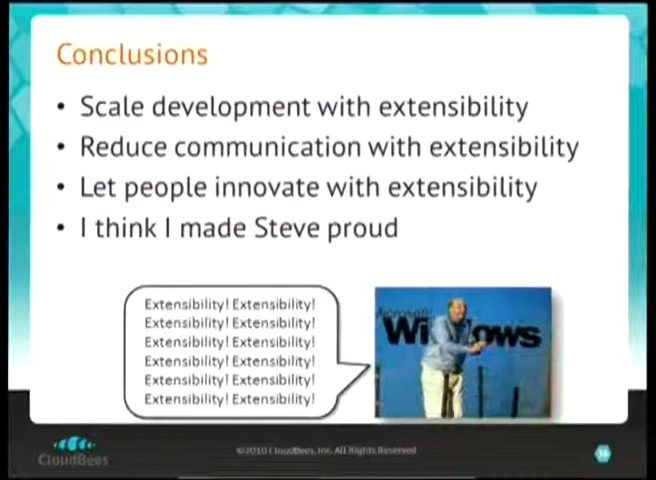 Conclusions
• Scale development with extensibility
• Reduce communication with extensibility
• Let people innovate with extensibility
• I think I made Steve proud
Extensibility! Extensibility!
Extensibility! Extensibility!
Extensibility! Extensibility!
Extensibility! Extensibility!
Extensibility! Extensibility!
Extensibility! Extensibility!
CloudBees
©2010 CloudBees, Inc. All Rights Reserved